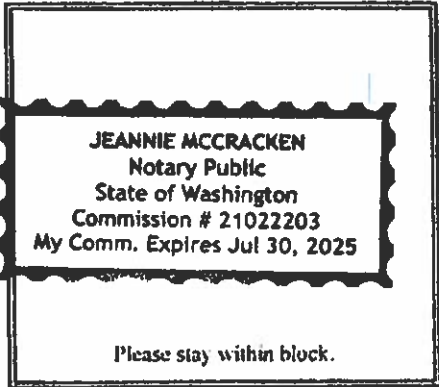 JEANNIE MCCRACKEN
Notary Public
State of Washington
Commission # 21022203
My Comm. Expires Jul 30, 2025
Please stay within block.